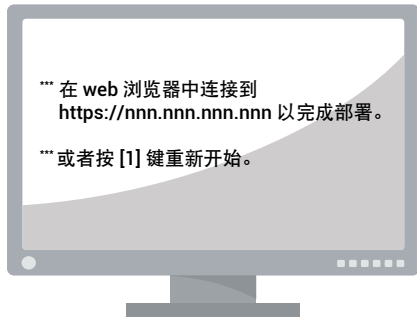 *** 在 web 浏览器中连接到
https://nnn.nnn.nnn.nnn 以完成部署。
*** 或者按 [1] 键重新开始。